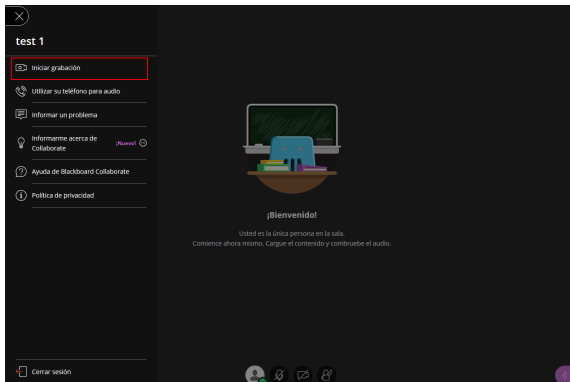 test 1
Iniciar grabación
Utilizar su teléfono para audio
Informar un problema
Informarme acerca de
Collaborate
¡Nuevo!
Ayuda de Blackboard Collaborate
Política de privacidad
Cerrar sesión
¡Bienvenido!
Usted es la única persona en la sala.
Comience ahora mismo. Cargue el contenido y combruebe el audio.